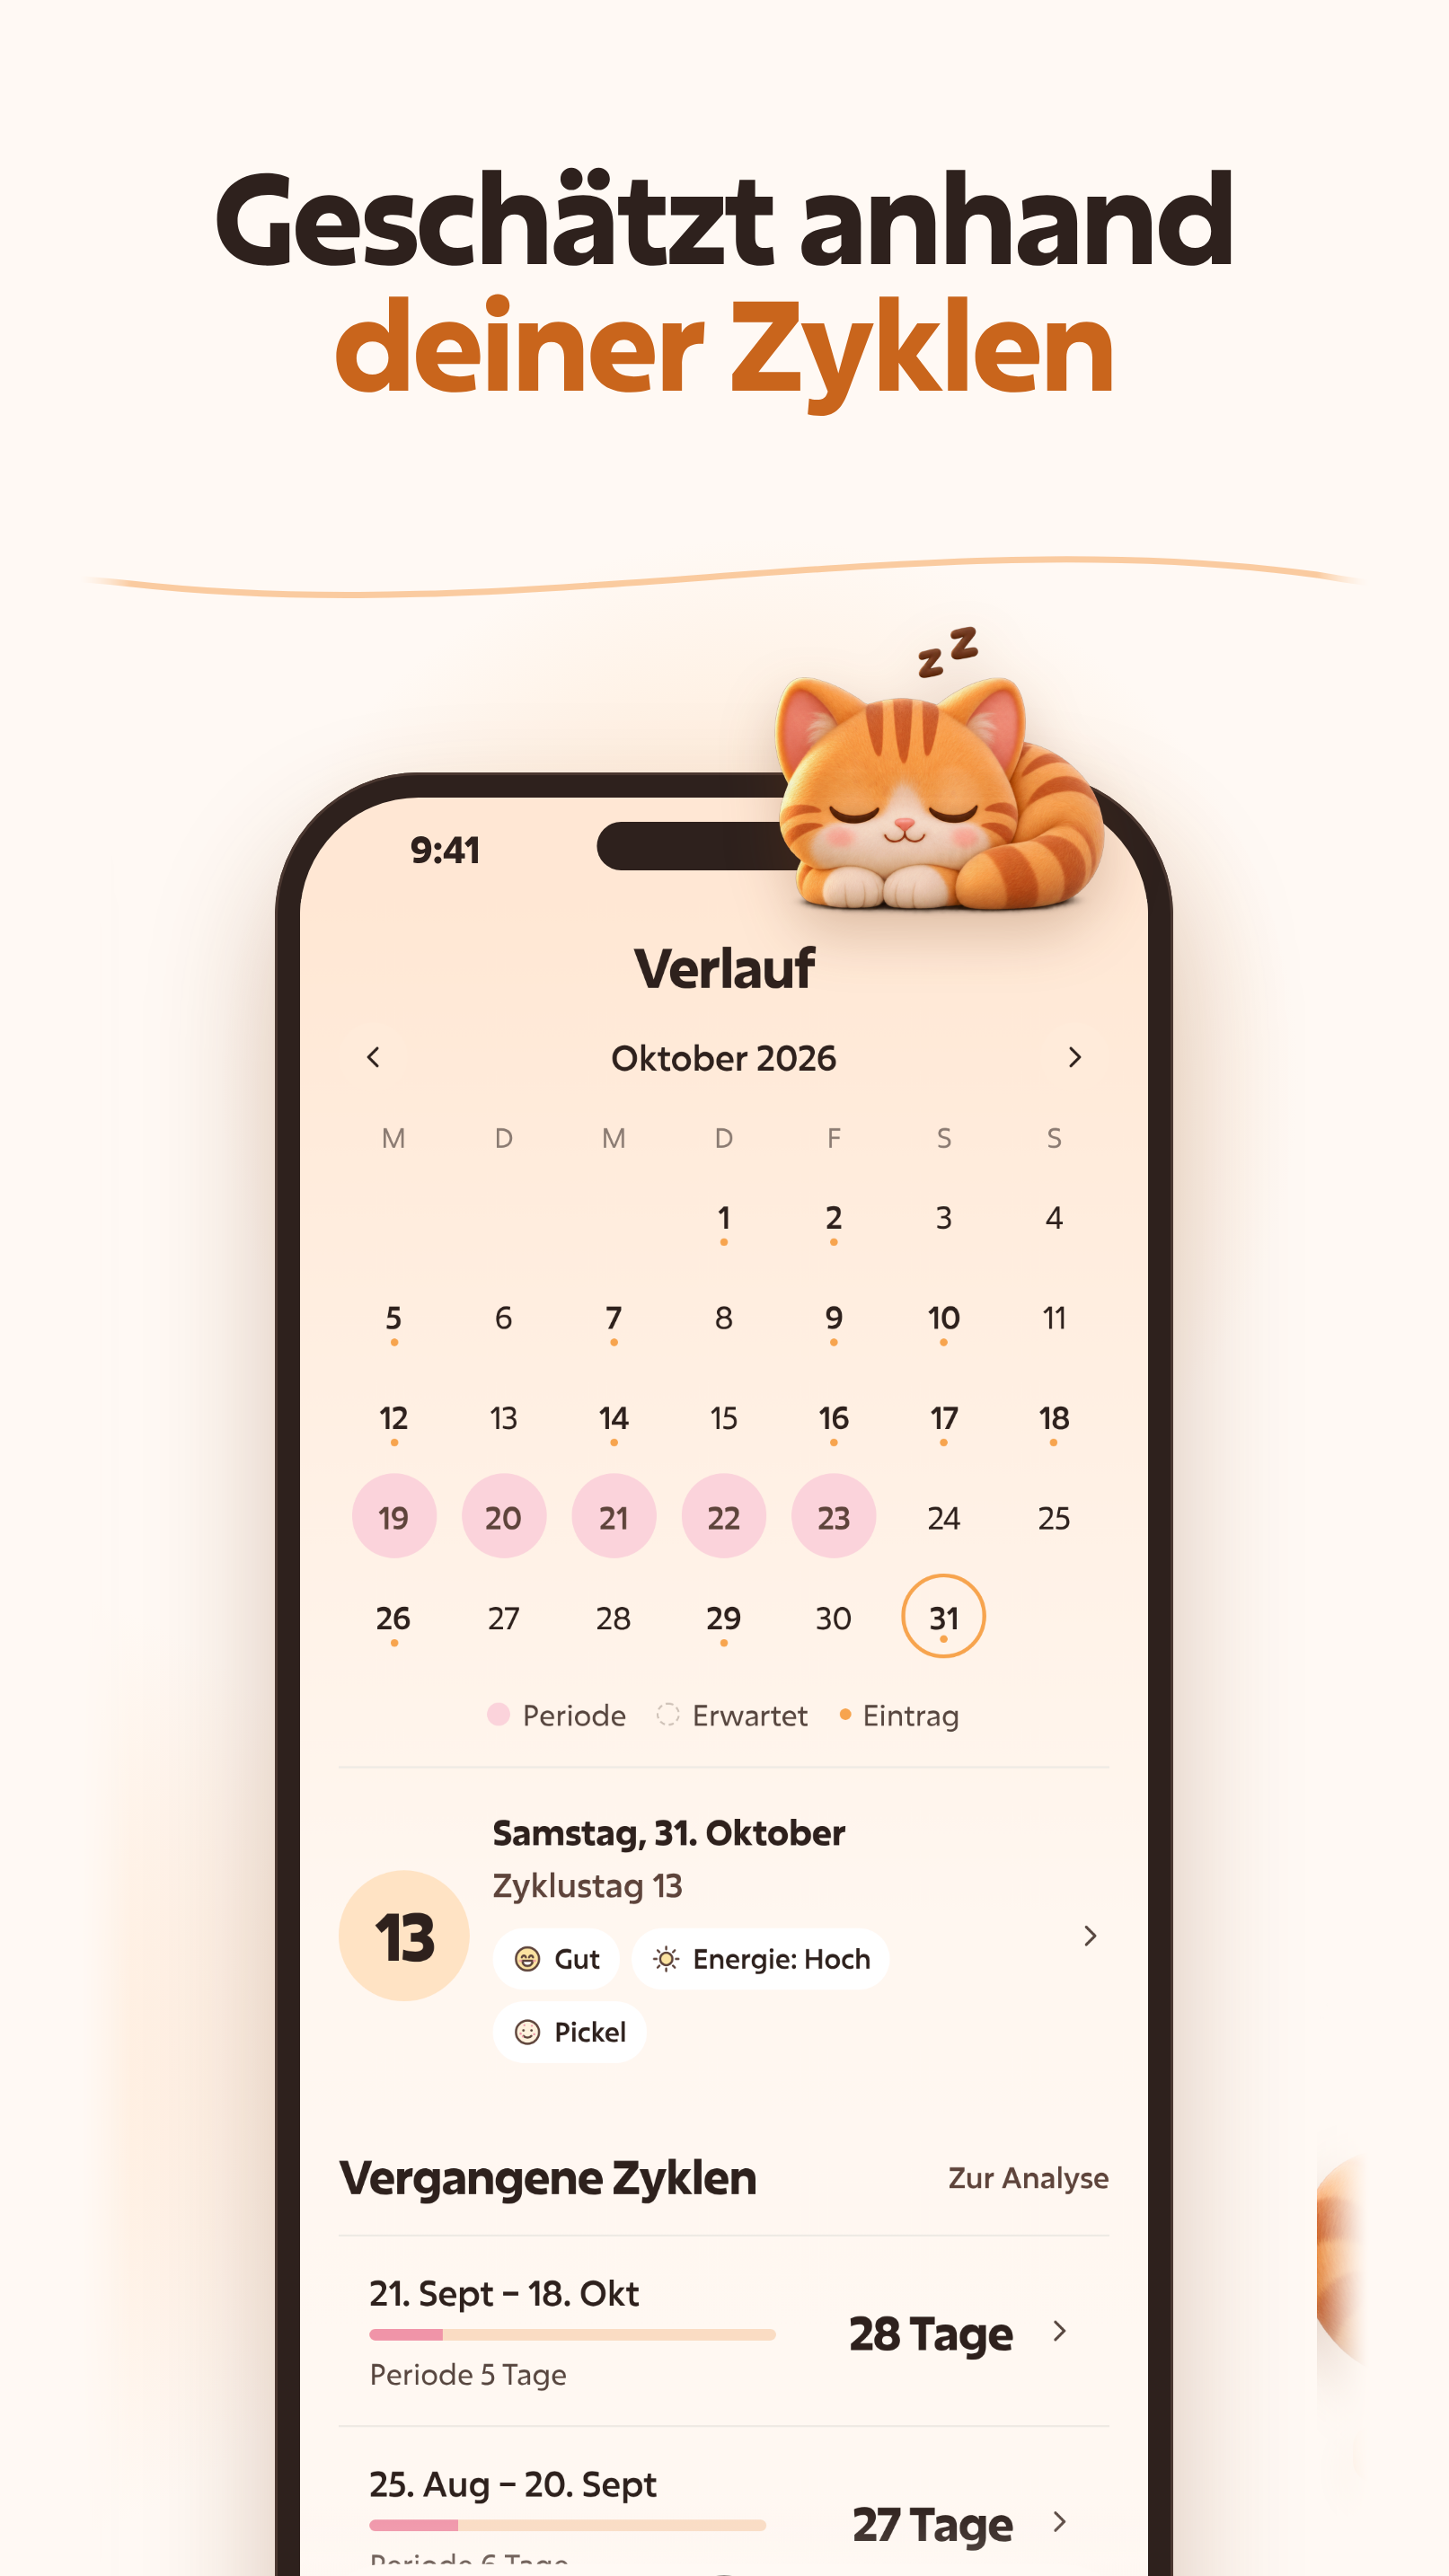 Geschätzt anhand
deiner Zyklen
z z
9:41
Verlauf
Oktober 2026
M D M D F S S
1 2 3 4
5 6 7 8 9 10 11
12 13 14 15 16 17 18
19 20 21 22 23 24 25
26 27 28 29 30 31
Periode Erwartet Eintrag
Samstag, 31. Oktober
Zyklustag 13
13
Gut Energie: Hoch
Pickel
Vergangene Zyklen Zur Analyse
21. Sept – 18. Okt
28 Tage
Periode 5 Tage
25. Aug – 20. Sept
27 Tage
Periode 6 Tage